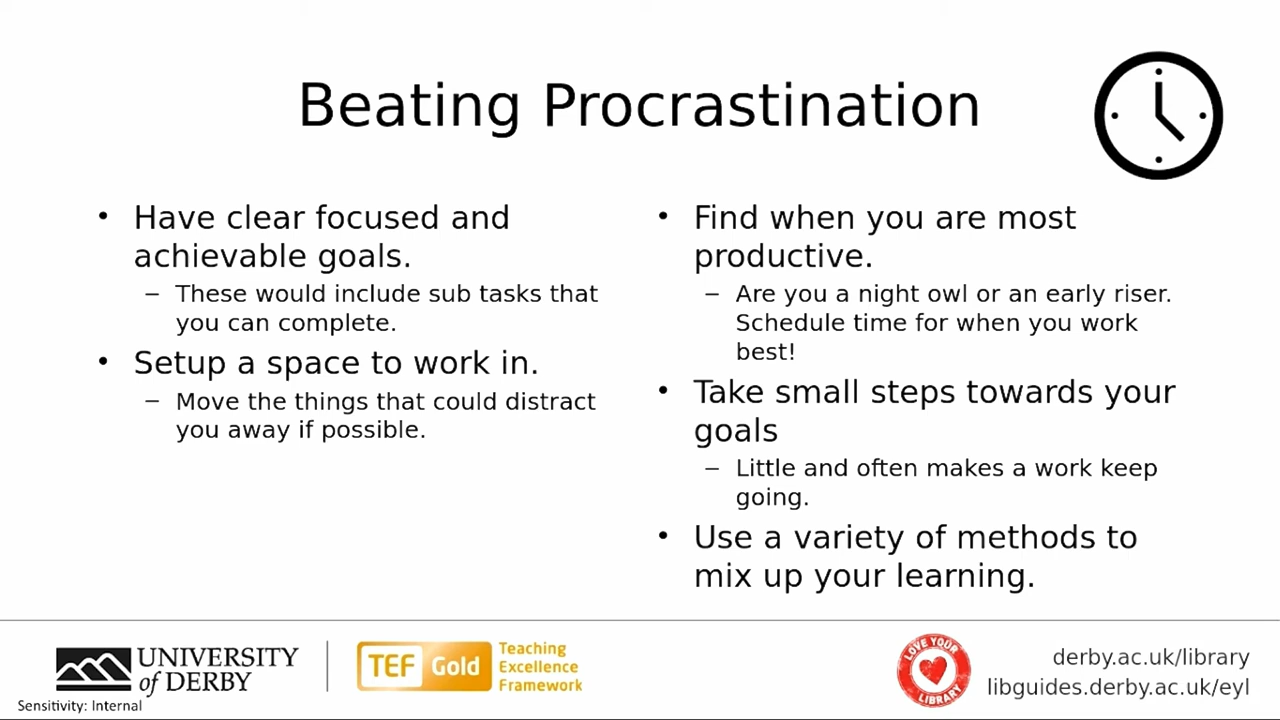 Beating Procrastination
• Have clear focused and
achievable goals.
– These would include sub tasks that
you can complete.
• Setup a space to work in.
– Move the things that could distract
you away if possible.
• Find when you are most
productive.
– Are you a night owl or an early riser.
Schedule time for when you work
best!
• Take small steps towards your
goals
– Little and often makes a work keep
going.
• Use a variety of methods to
mix up your learning.
UNIVERSITY
of DERBY
Sensitivity: Internal
TEF Gold
Teaching
Excellence
Framework
LOVE YOUR
LIBRARY
derby.ac.uk/library
libguides.derby.ac.uk/eyl